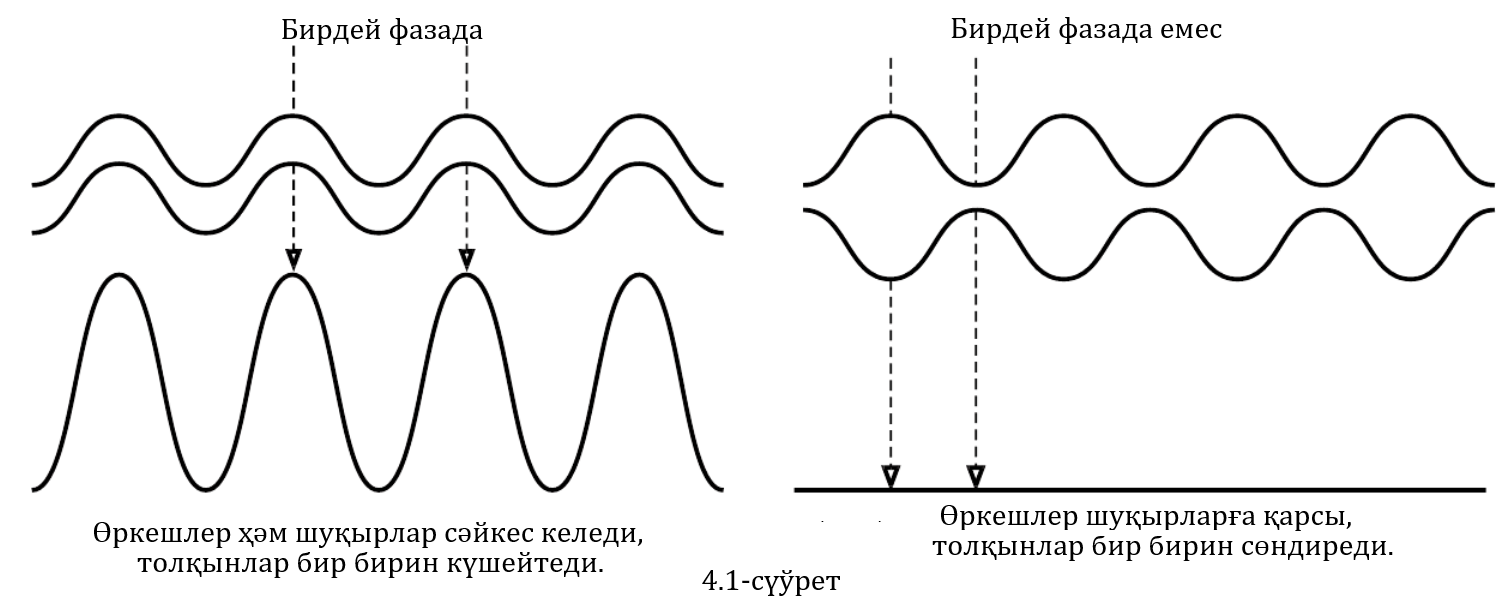 Бирдей фазада
Бирдей фазада емес
Өркешлер ҳәм шуқырлар сәйкес келеди,
толқынлар бир бирин күшейтеди.
Өркешлер шуқырларға қарсы,
толқынлар бир бирин сөндиреди.
4.1-сүўрет